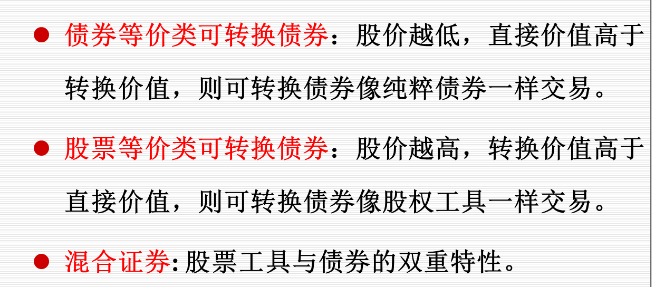 债券等价类可转换债券：股价越低，直接价值高于
转换价值，则可转换债券像纯粹债券一样交易。
股票等价类可转换债券：股价越高，转换价值高于
直接价值，则可转换债券像股权工具一样交易。
混合证券:股票工具与债券的双重特性。